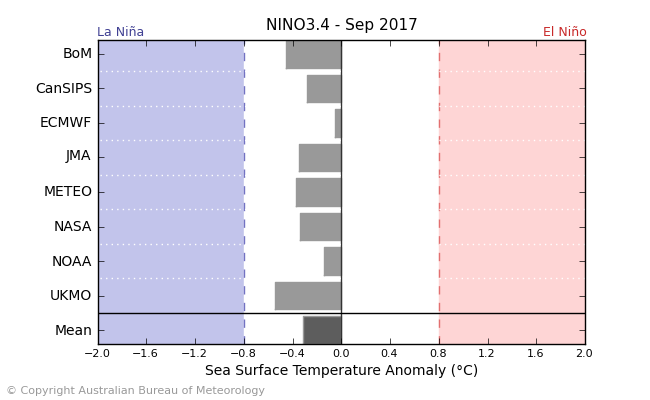 NINO3.4 - Sep 2017
La Niña El Niño
BoM
CanSIPS
ECMWF
JMA
METEO
NASA
NOAA
UKMO
Mean
−2.0 −1.6 −1.2 −0.8 −0.4 0.0 0.4 0.8 1.2 1.6 2.0
Sea Surface Temperature Anomaly (°C)
© Copyright Australian Bureau of Meteorology